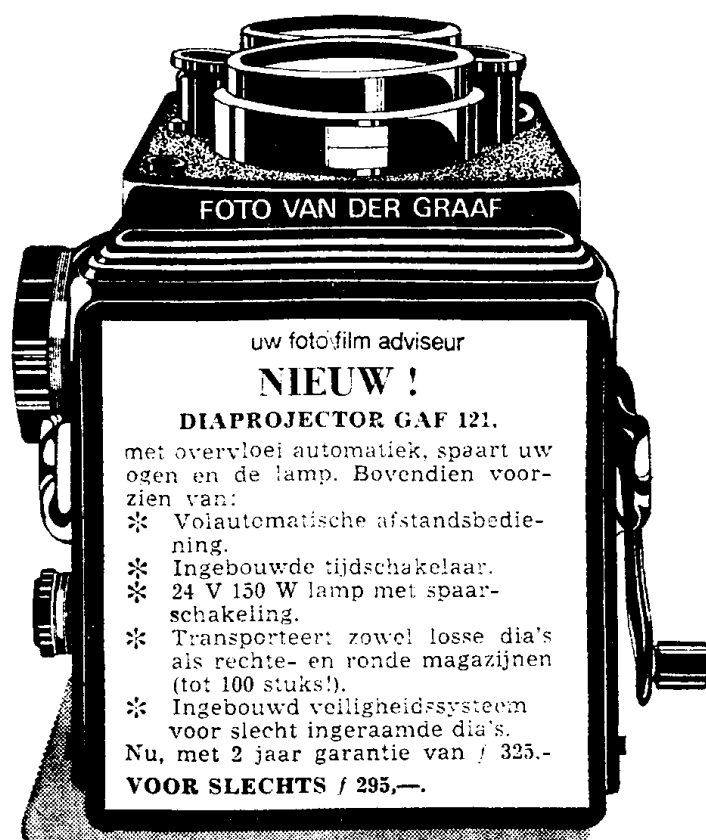 FOTO VAN DER GRAAF
uw foto film adviseur
NIEUW !
DIAPROJECTOR GAF 121.
met overvloei automatiek, spaart uw
ogen en de lamp. Bovendien voor-
zien van:
* Volautomatische afstandsbedie-
ning.
* Ingebouwde tijdschakelaar.
* 24 V 150 W lamp met spaar-
schakeling.
* Transporteert zowel losse dia's
als rechte- en ronde magazijnen
(tot 100 stuks!).
* Ingebouwd veiligheidssysteem
voor slecht ingeraamde dia's.
Nu, met 2 jaar garantie van ƒ 325.-
VOOR SLECHTS ƒ 295,—.